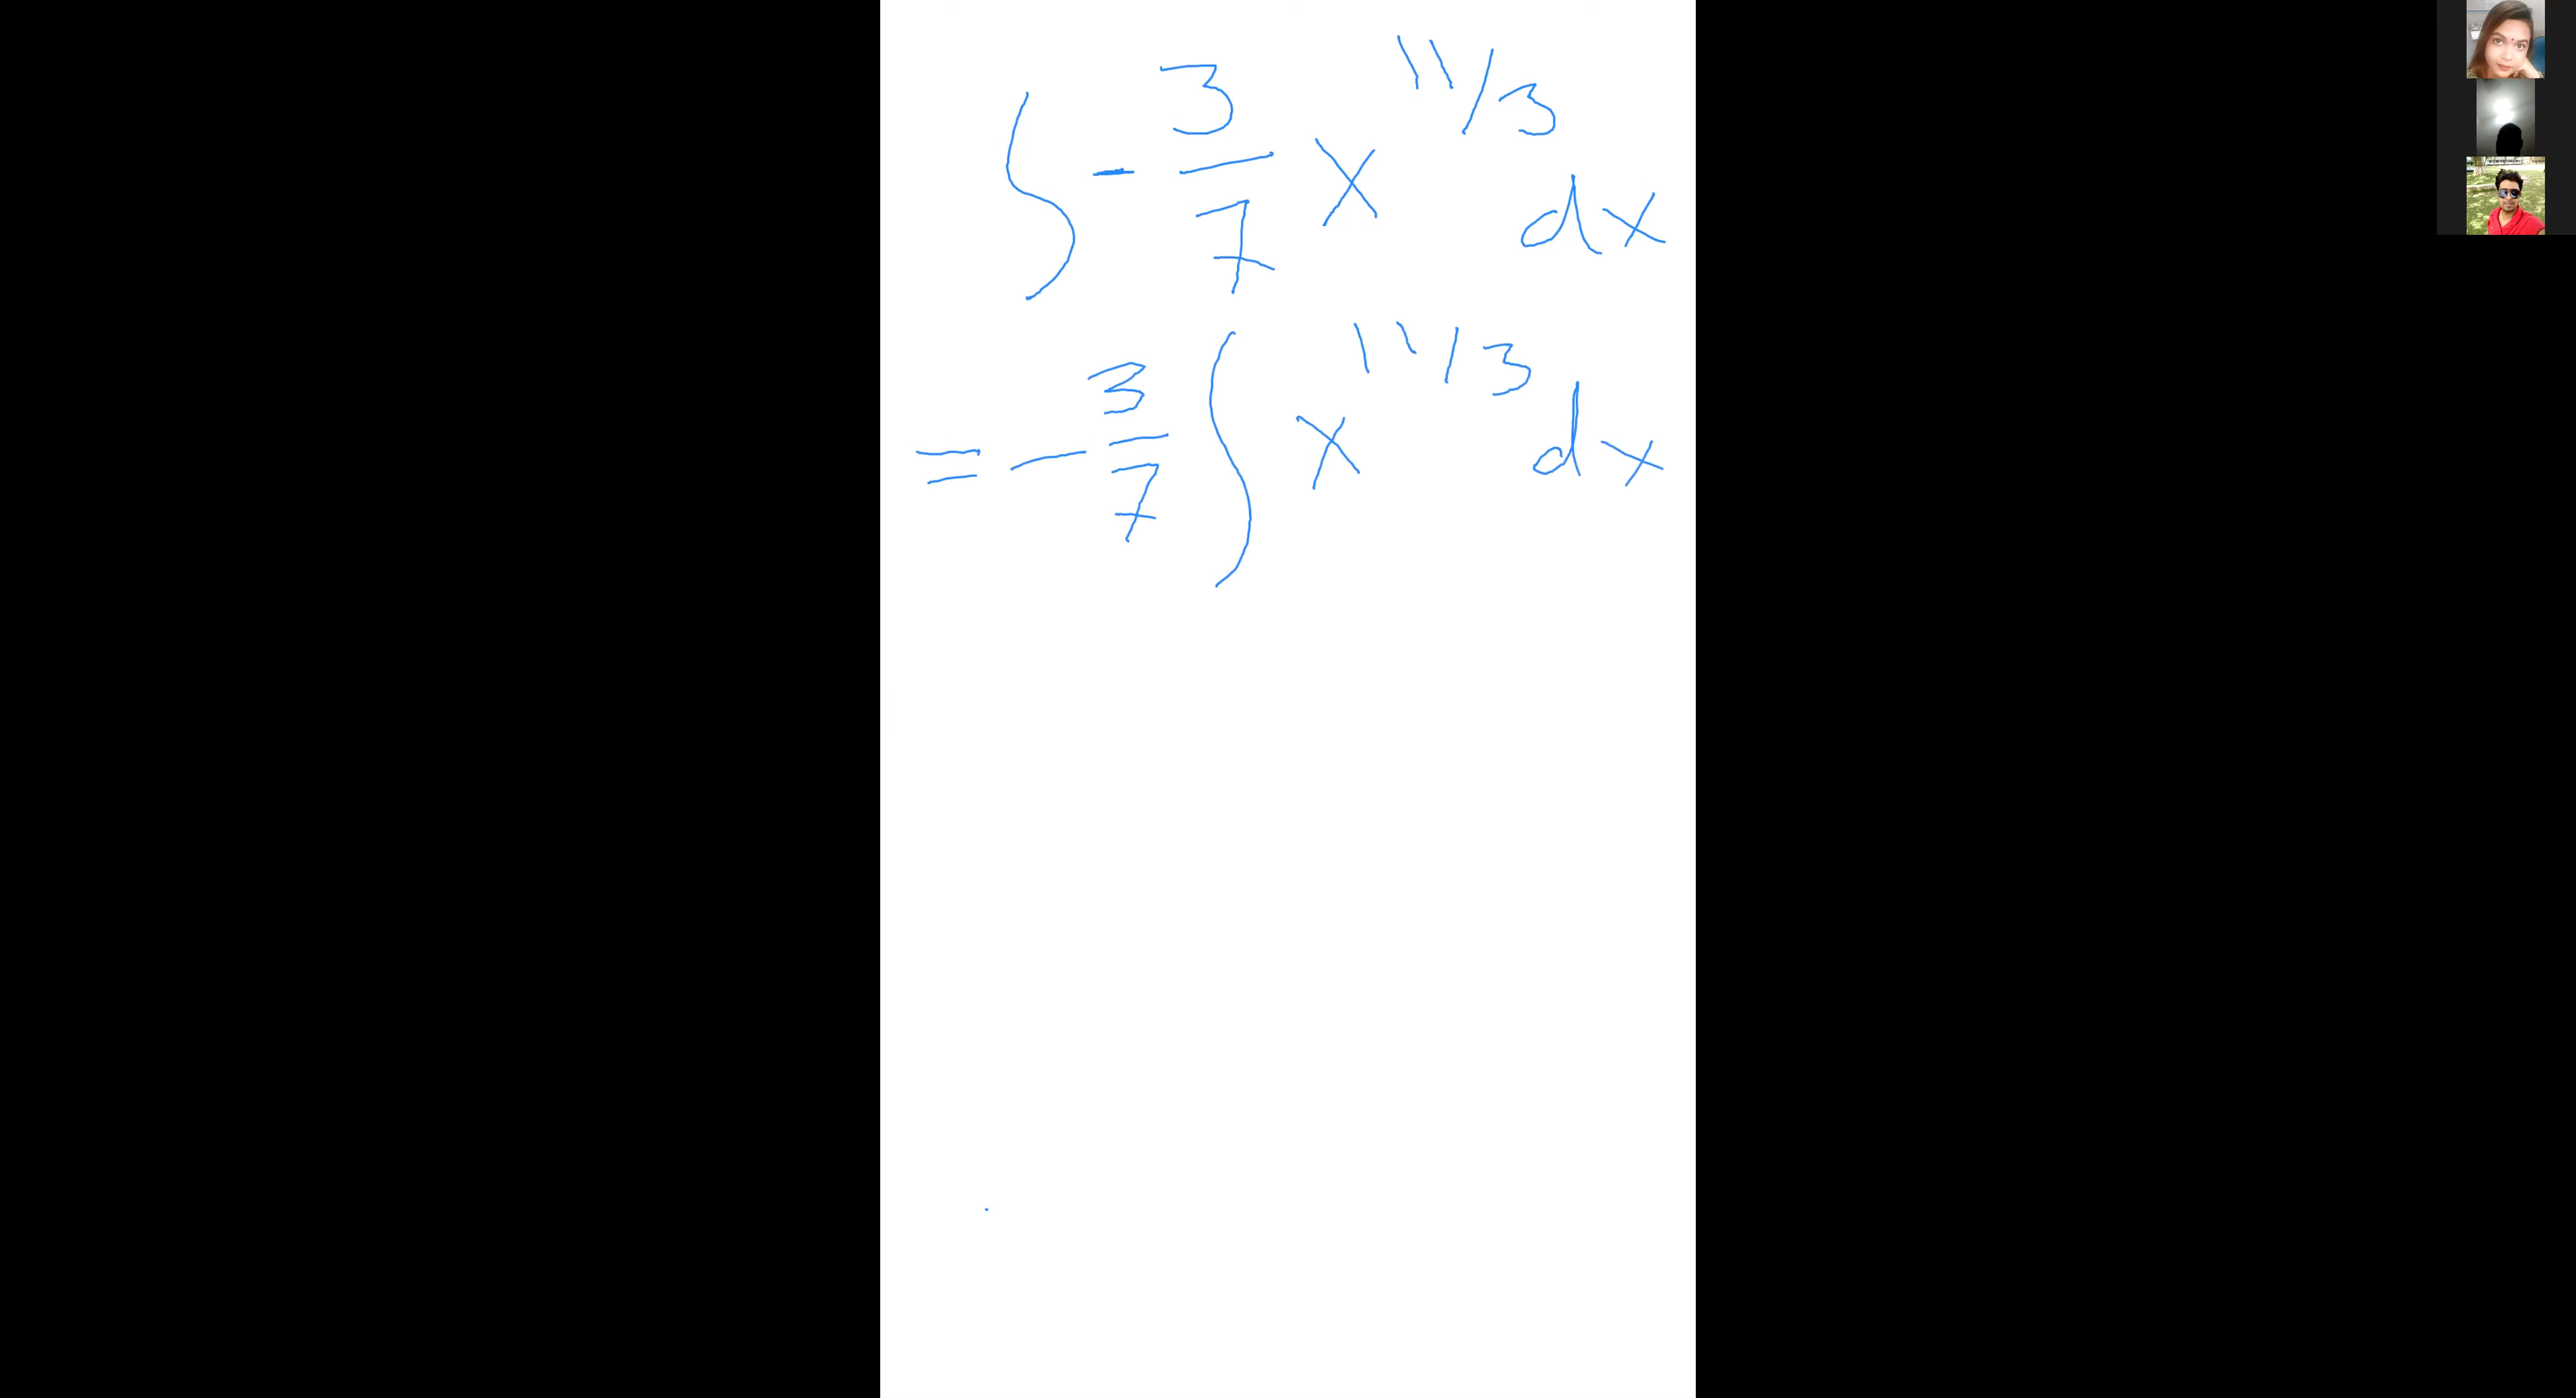 ∫ - 3/7 x^11/3 dx
= - 3/7 ∫ x^11/3 dx